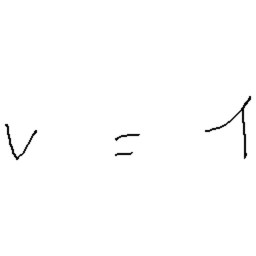 v = 1